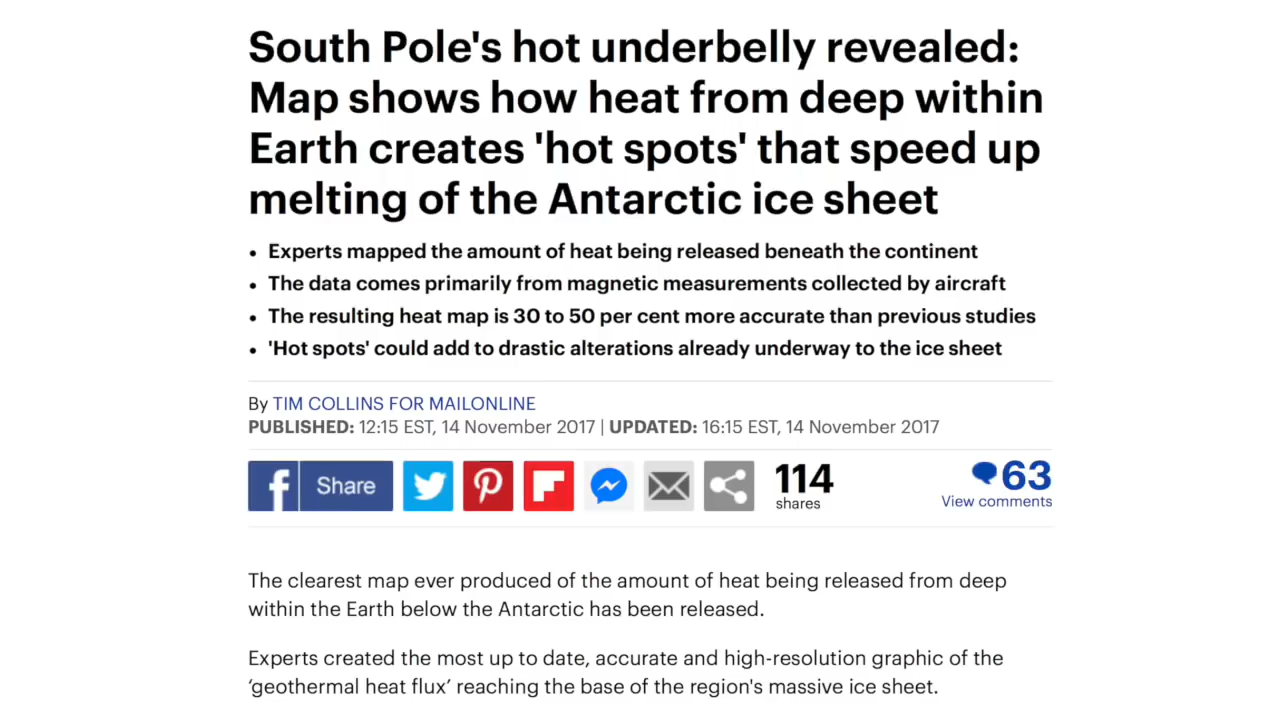 South Pole's hot underbelly revealed:
Map shows how heat from deep within
Earth creates 'hot spots' that speed up
melting of the Antarctic ice sheet
• Experts mapped the amount of heat being released beneath the continent
• The data comes primarily from magnetic measurements collected by aircraft
• The resulting heat map is 30 to 50 per cent more accurate than previous studies
• 'Hot spots' could add to drastic alterations already underway to the ice sheet
By TIM COLLINS FOR MAILONLINE
PUBLISHED: 12:15 EST, 14 November 2017 | UPDATED: 16:15 EST, 14 November 2017
f Share 114 shares 63 View comments
The clearest map ever produced of the amount of heat being released from deep
within the Earth below the Antarctic has been released.
Experts created the most up to date, accurate and high-resolution graphic of the
‘geothermal heat flux’ reaching the base of the region's massive ice sheet.